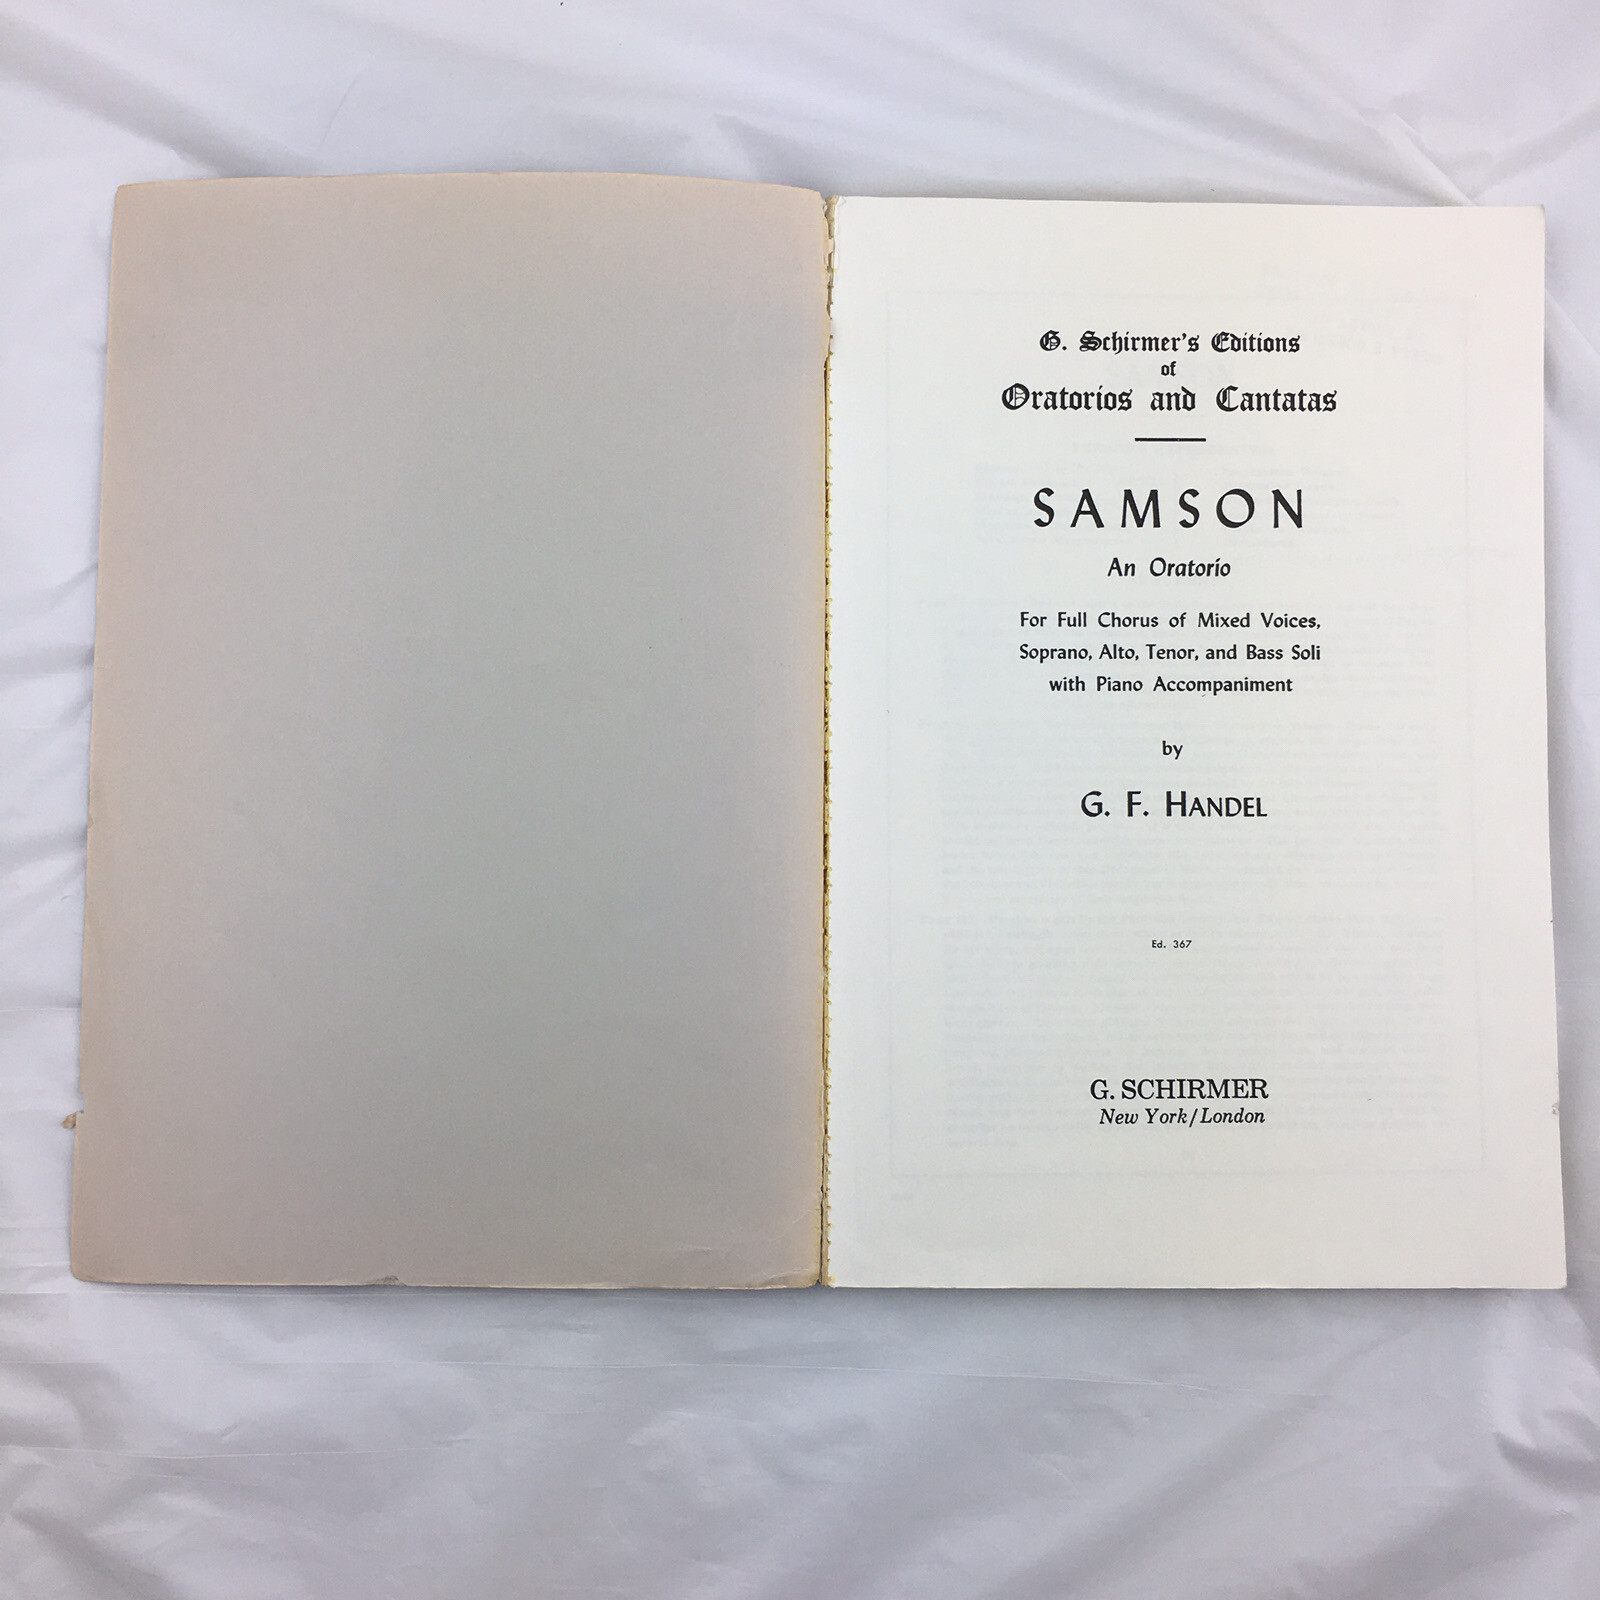 G. Schirmer's Editions
of
Oratorios and Cantatas
SAMSON
An Oratorio
For Full Chorus of Mixed Voices,
Soprano, Alto, Tenor, and Bass Soli
with Piano Accompaniment
by
G. F. HANDEL
Ed. 367
G. SCHIRMER
New York/London